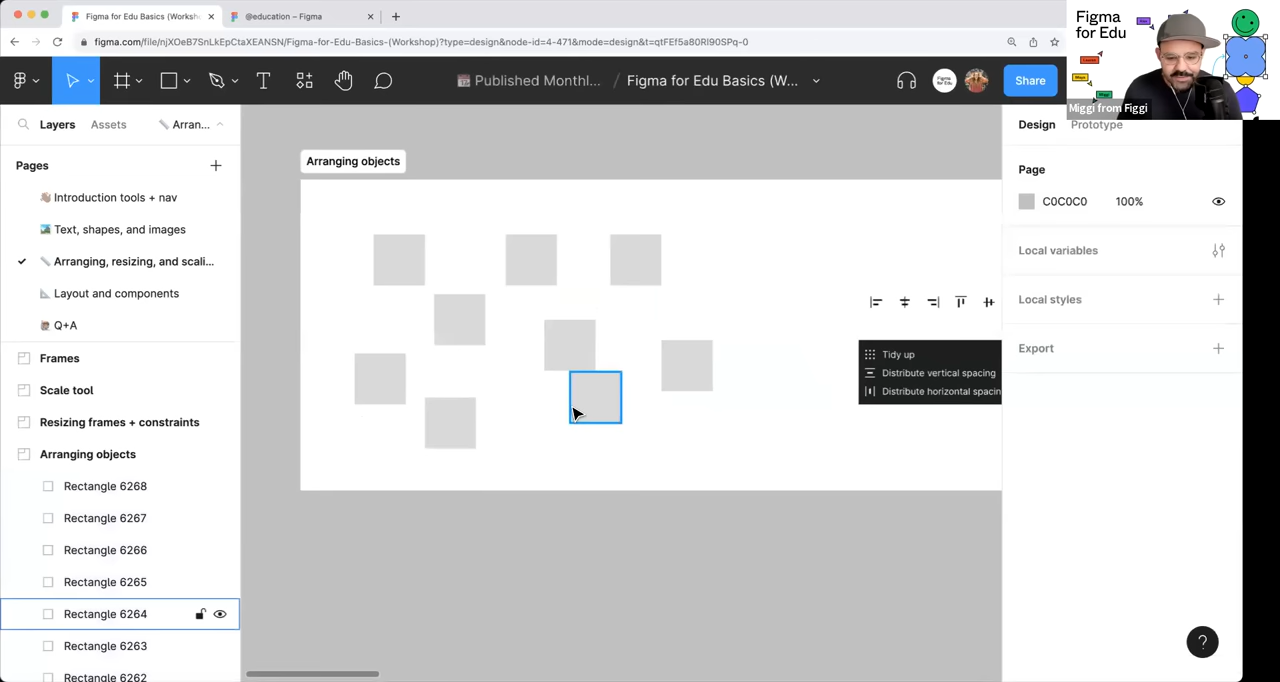 Figma for Edu Basics (Worksh
@education – Figma
figma.com/file/njXOeB7SnLkEpCtaXEANSN/Figma-for-Edu-Basics-(Workshop)?type=design&node-id=4-471&mode=design&t=qtFEf5a80Rl90SPq-0
Figma
for Edu
Miggi from Figgi
Published Monthl... / Figma for Edu Basics (W...
Share
Layers
Assets
Arran...
Design
Prototype
Pages
Introduction tools + nav
Text, shapes, and images
Arranging, resizing, and scali...
Layout and components
Q+A
Frames
Scale tool
Resizing frames + constraints
Arranging objects
Rectangle 6268
Rectangle 6267
Rectangle 6266
Rectangle 6265
Rectangle 6264
Rectangle 6263
Rectangle 6262
Arranging objects
Tidy up
Distribute vertical spacing
Distribute horizontal spacin
Page
C0C0C0
100%
Local variables
Local styles
Export
?